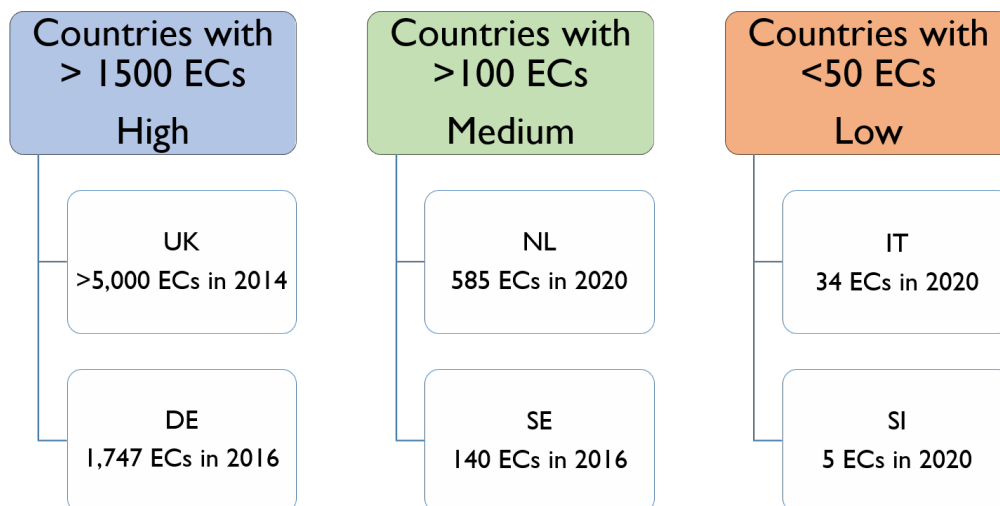 Countries with
> 1500 ECs
High
UK
>5,000 ECs in 2014
DE
1,747 ECs in 2016
Countries with
>100 ECs
Medium
NL
585 ECs in 2020
SE
140 ECs in 2016
Countries with
<50 ECs
Low
IT
34 ECs in 2020
SI
5 ECs in 2020